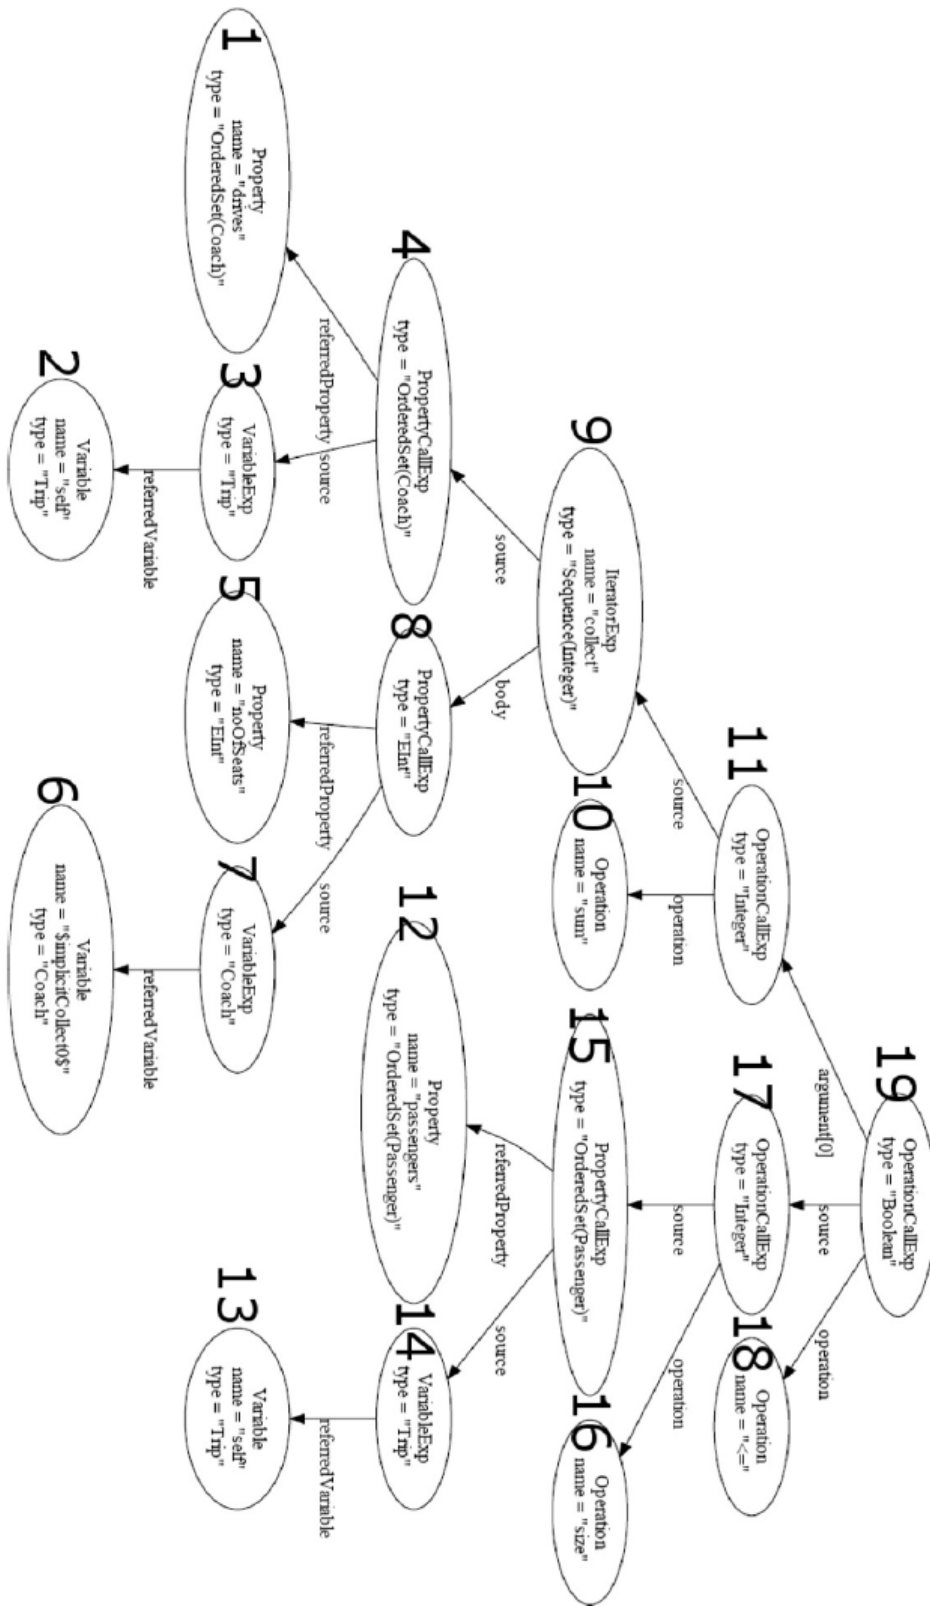 19
OperationCallExp
type = "Boolean"
argument[0]
source
operation
11
OperationCallExp
type = "Integer"
17
OperationCallExp
type = "Integer"
18
Operation
name = "<="
source
operation
source
operation
9
IteratorExp
name = "collect"
type = "Sequence(Integer)"
10
Operation
name = "sum"
15
PropertyCallExp
type = "OrderedSet(Passenger)"
16
Operation
name = "size"
source
body
referredProperty
source
4
PropertyCallExp
type = "OrderedSet(Coach)"
8
PropertyCallExp
type = "EInt"
12
Property
name = "passengers"
type = "OrderedSet(Passenger)"
14
VariableExp
type = "Trip"
referredProperty
source
referredProperty
source
referredVariable
1
Property
name = "drives"
type = "OrderedSet(Coach)"
3
VariableExp
type = "Trip"
5
Property
name = "noOfSeats"
type = "EInt"
7
VariableExp
type = "Coach"
13
Variable
name = "self"
type = "Trip"
referredVariable
referredVariable
2
Variable
name = "self"
type = "Trip"
6
Variable
name = "$implicitCollect0$"
type = "Coach"